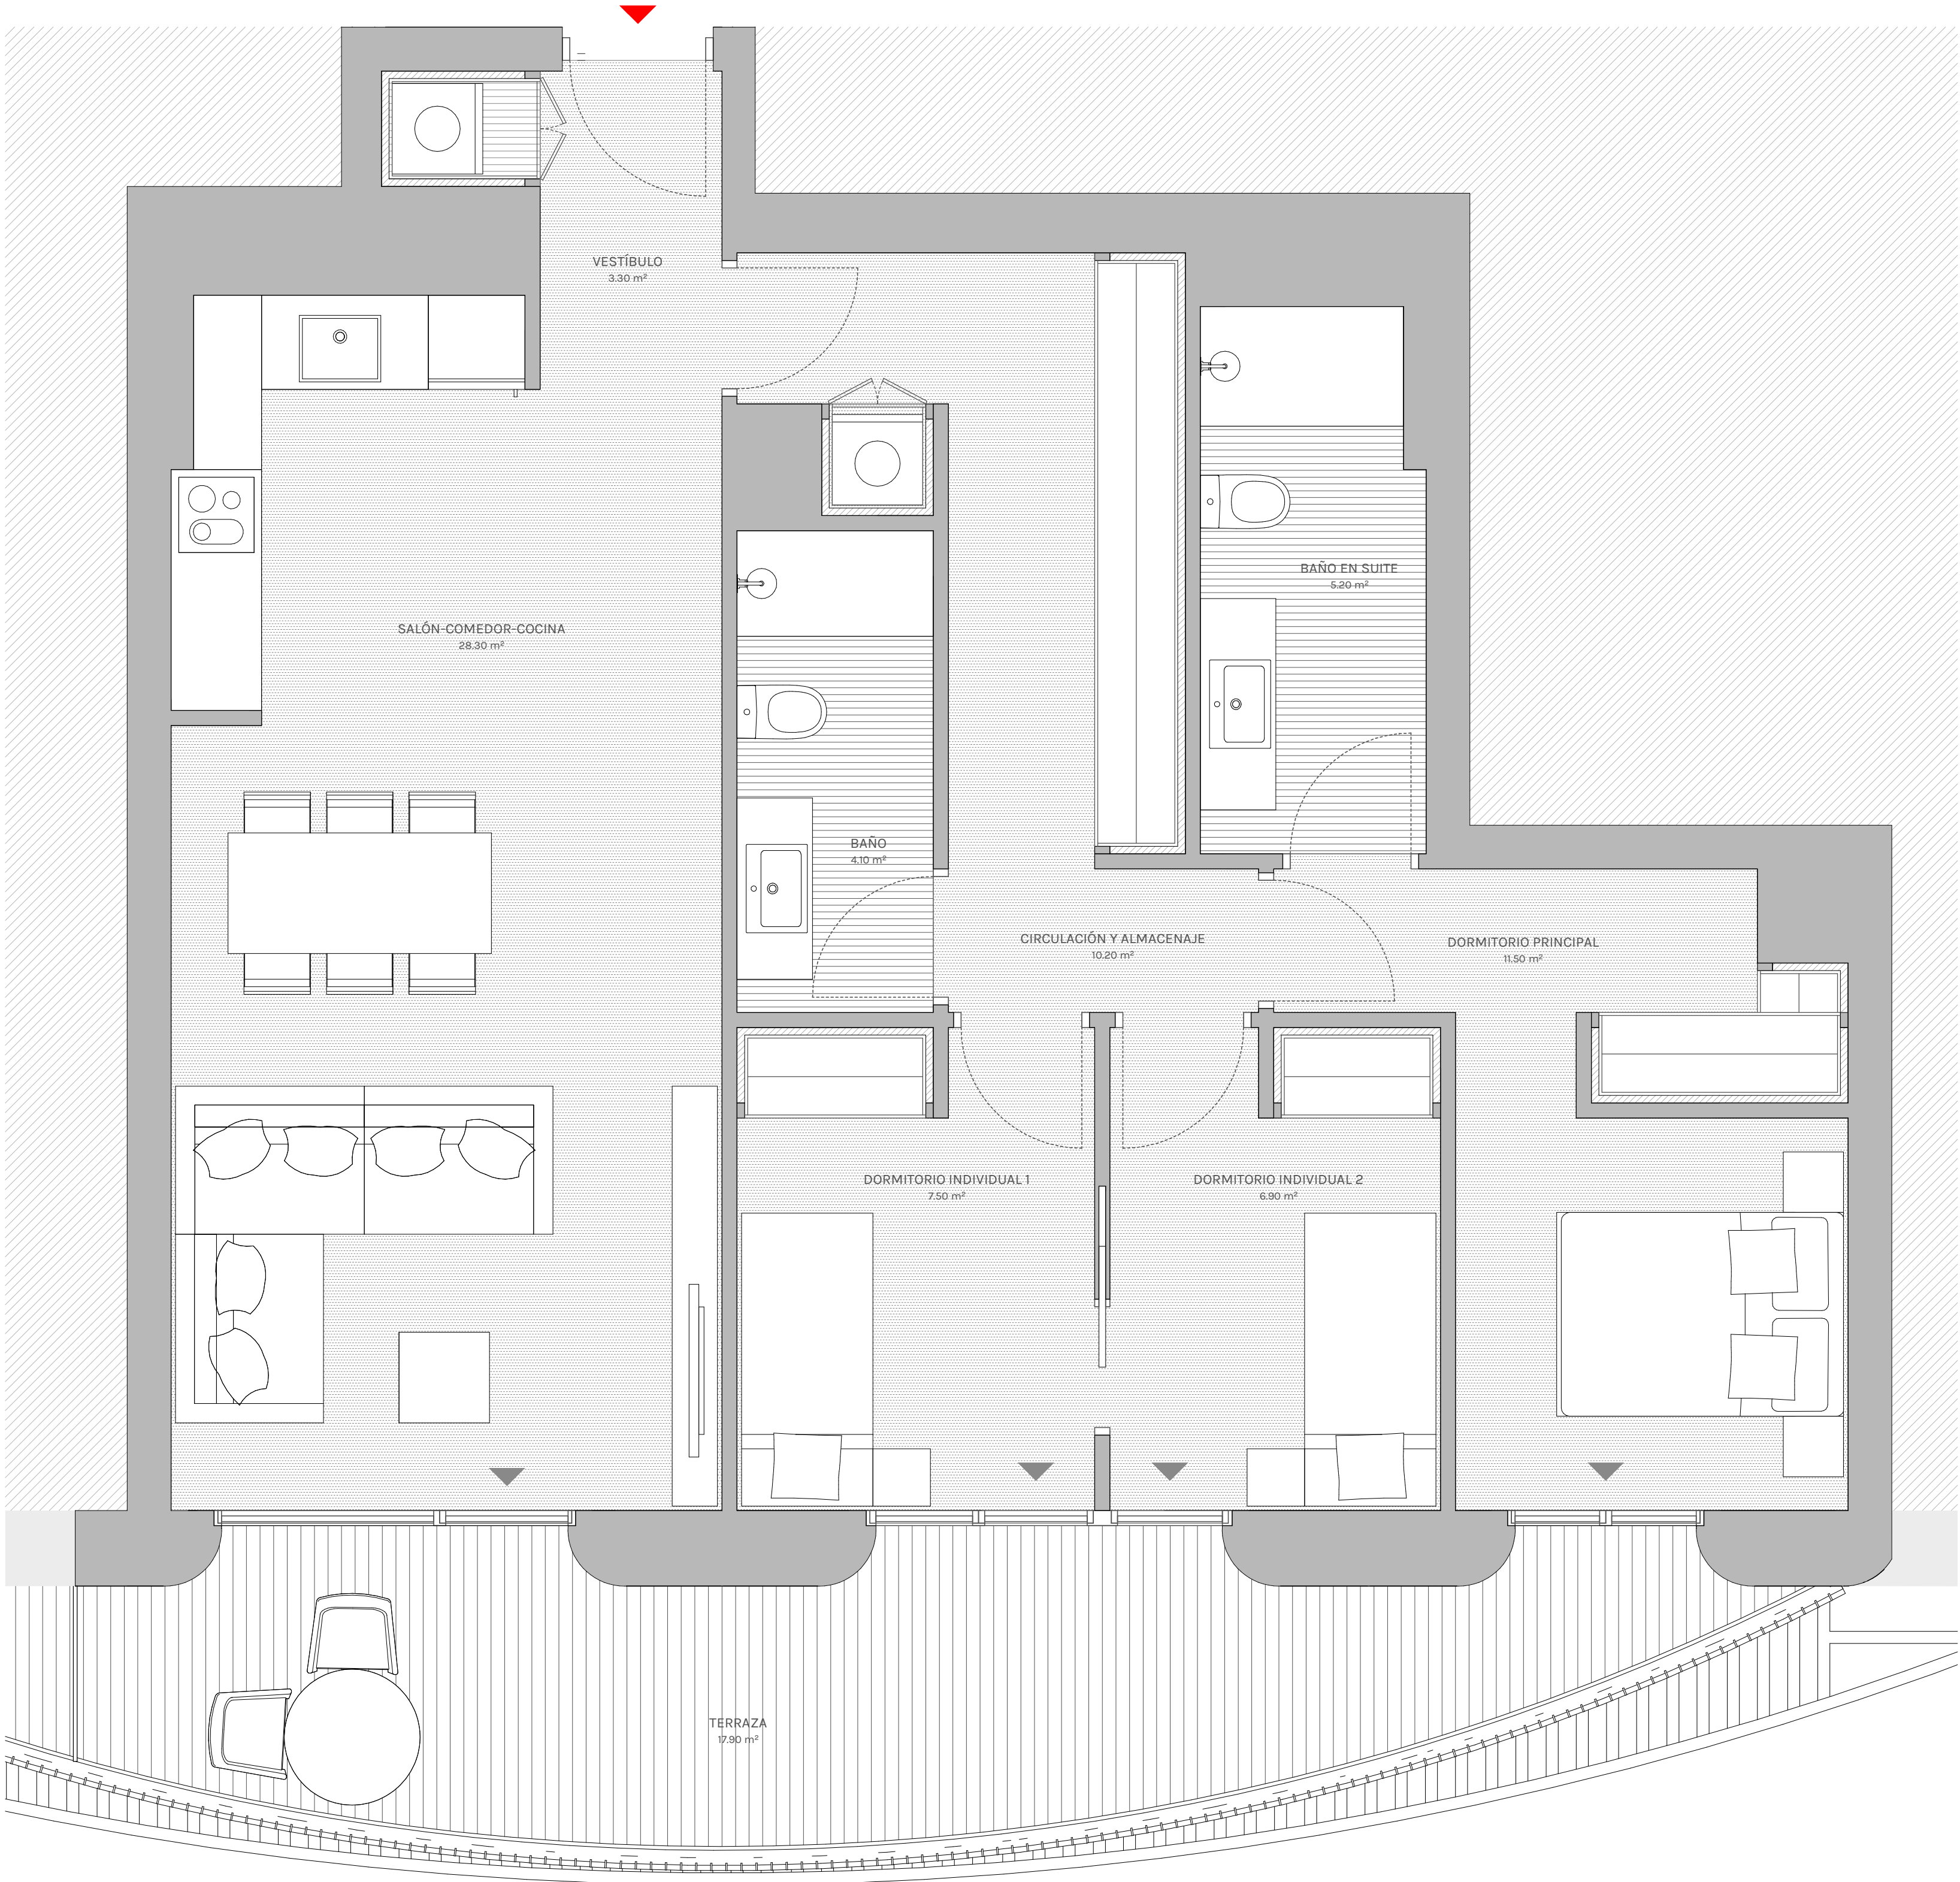 VESTÍBULO
3.30 m²
SALÓN-COMEDOR-COCINA
28.30 m²
BAÑO EN SUITE
5.20 m²
BAÑO
4.10 m²
CIRCULACIÓN Y ALMACENAJE
10.20 m²
DORMITORIO PRINCIPAL
11.50 m²
DORMITORIO INDIVIDUAL 1
7.50 m²
DORMITORIO INDIVIDUAL 2
6.90 m²
TERRAZA
17.90 m²